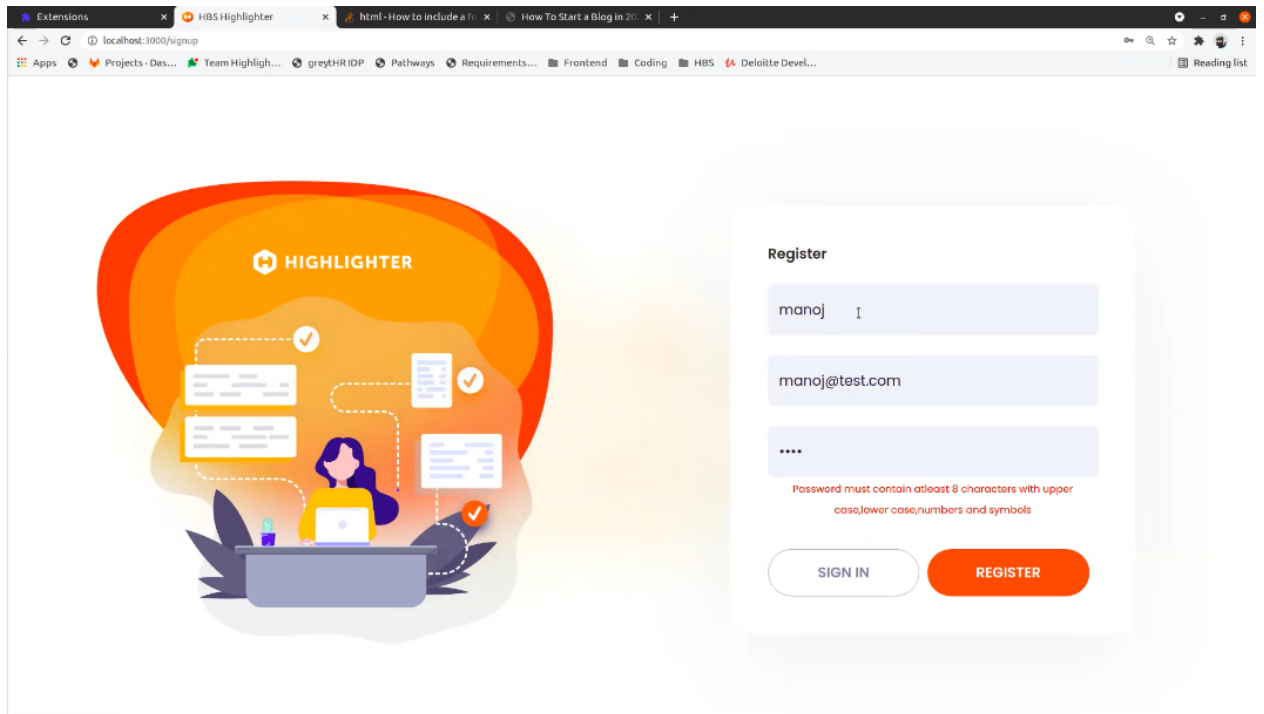 Extensions
HBS Highlighter
html - How to include a
How To Start a Blog in 20
localhost:3000/signup
Apps
Projects · Das...
Team Highligh...
greytHR IDP
Pathways
Requirements...
Frontend
Coding
HBS
Deloitte Devel...
Reading list
HIGHLIGHTER
Register
manoj
manoj@test.com
••••
Password must contain atleast 8 characters with upper
case,lower case,numbers and symbols
SIGN IN
REGISTER